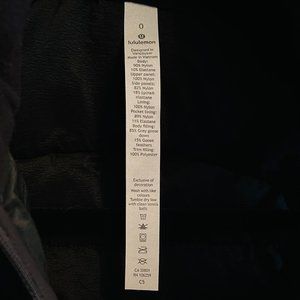 0
lululemon
Designed in
Vancouver
Made in Vietnam
Body:
90% Nylon
10% Elastane
Upper panel:
100% Nylon
Side panels:
82% Nylon
18% Lycra®
elastane
Lining:
100% Nylon
Pocket lining:
89% Nylon
11% Elastane
Body filling:
85% Grey goose
down
15% Goose
feathers
Trim filling:
100% Polyester
Exclusive of
decoration
Wash with like
colours
Tumble dry low
with clean tennis
balls
CA 35801
RN 106259
CS